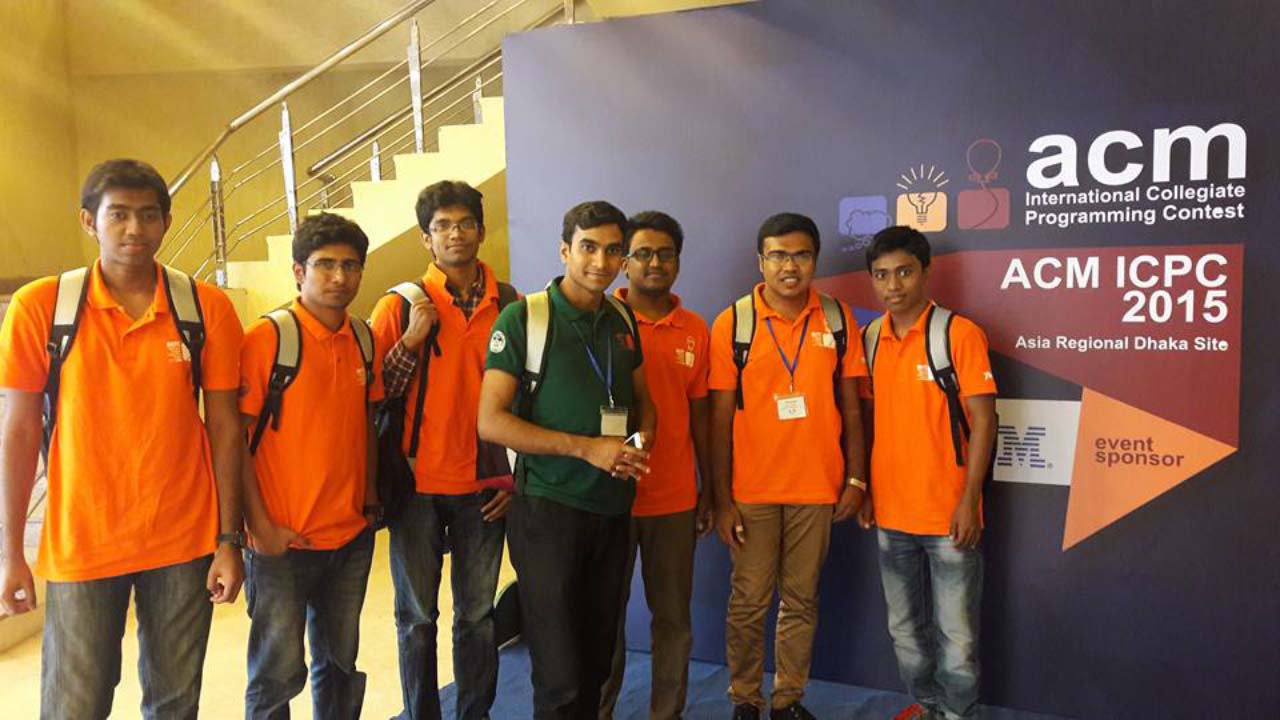 acm
International Collegiate
Programming Contest
ACM ICPC
2015
Asia Regional Dhaka Site
M
event
sponsor